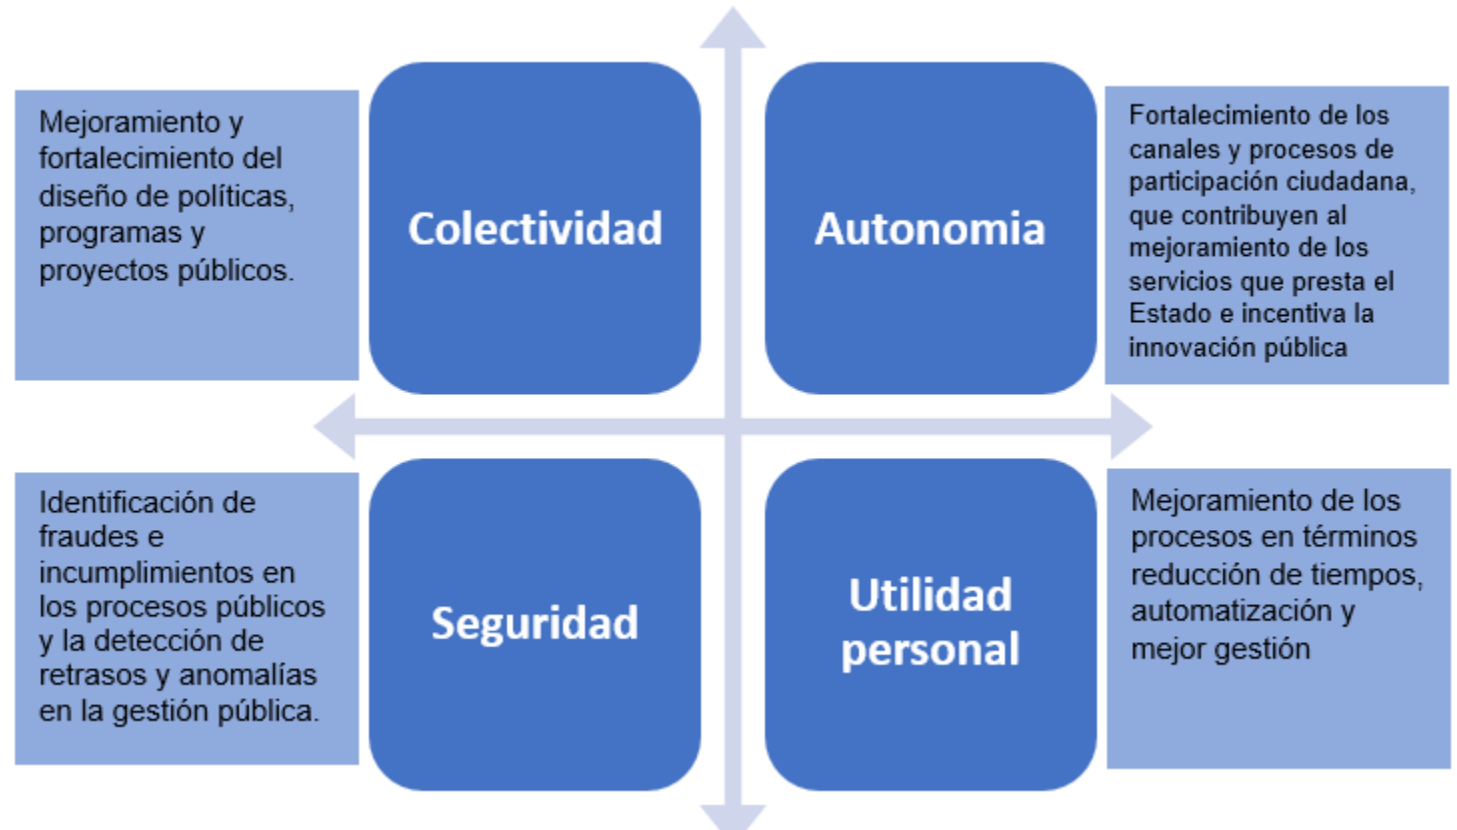 Mejoramiento y
fortalecimiento del
diseño de políticas,
programas y
proyectos públicos.
Colectividad
Autonomia
Fortalecimiento de los
canales y procesos de
participación ciudadana,
que contribuyen al
mejoramiento de los
servicios que presta el
Estado e incentiva la
innovación pública
Identificación de
fraudes e
incumplimientos en
los procesos públicos
y la detección de
retrasos y anomalías
en la gestión pública.
Seguridad
Utilidad
personal
Mejoramiento de los
procesos en términos
reducción de tiempos,
automatización y
mejor gestión